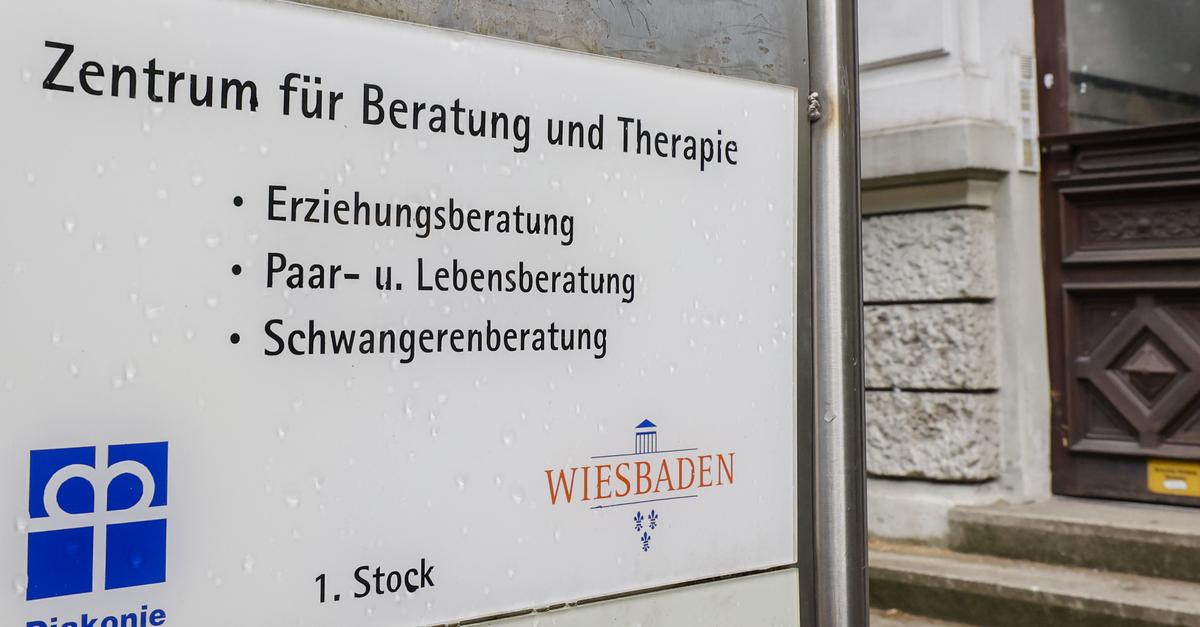 Zentrum für Beratung und Therapie
• Erziehungsberatung
• Paar- u. Lebensberatung
• Schwangerenberatung
WIESBADEN
1. Stock
Diakonie